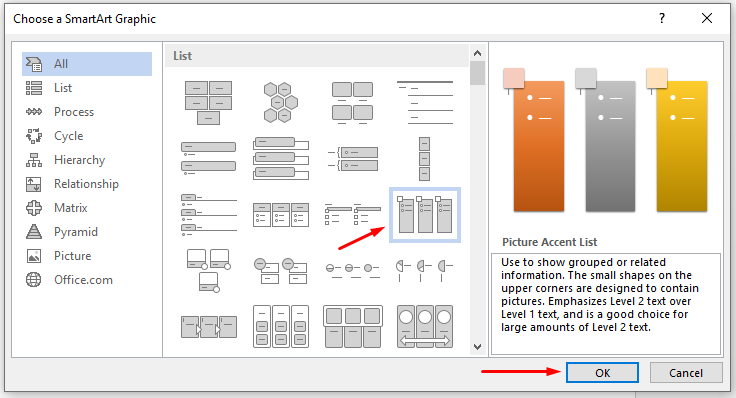 Choose a SmartArt Graphic
?
All
List
Process
Cycle
Hierarchy
Relationship
Matrix
Pyramid
Picture
Office.com
List
Picture Accent List
Use to show grouped or related
information. The small shapes on the
upper corners are designed to contain
pictures. Emphasizes Level 2 text over
Level 1 text, and is a good choice for
large amounts of Level 2 text.
OK
Cancel